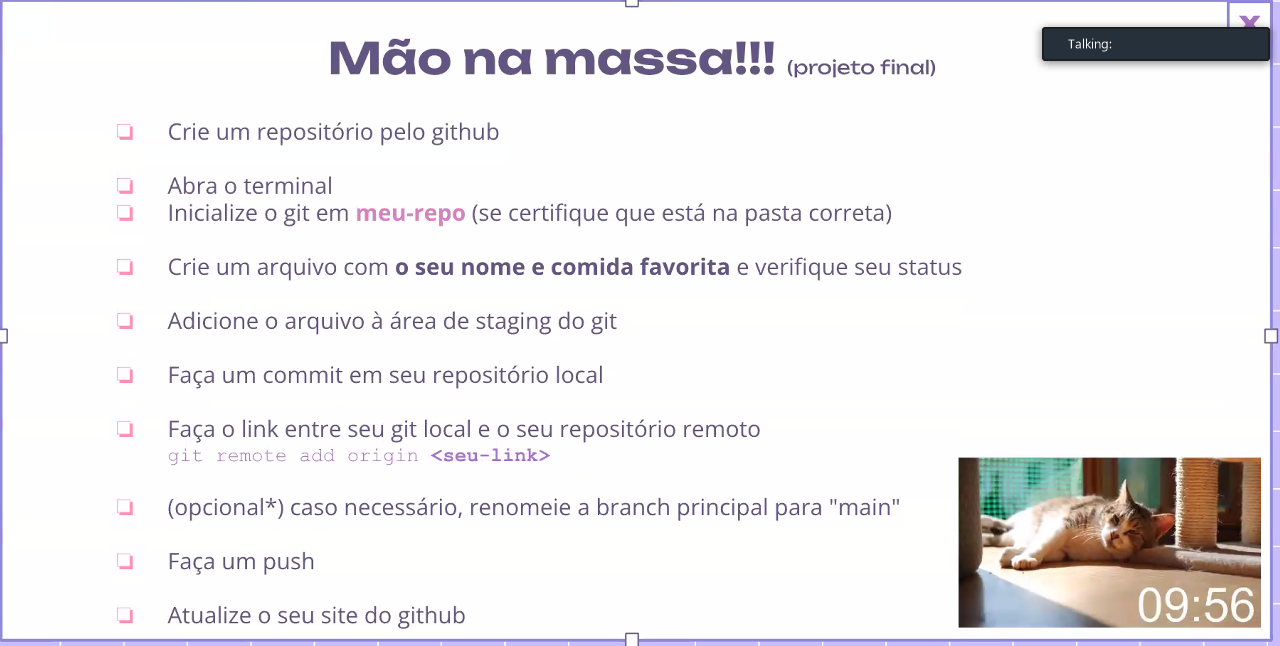 X
Talking:
Mão na massa!!! (projeto final)
Crie um repositório pelo github
Abra o terminal
Inicialize o git em meu-repo (se certifique que está na pasta correta)
Crie um arquivo com o seu nome e comida favorita e verifique seu status
Adicione o arquivo à área de staging do git
Faça um commit em seu repositório local
Faça o link entre seu git local e o seu repositório remoto
git remote add origin <seu-link>
(opcional*) caso necessário, renomeie a branch principal para "main"
Faça um push
Atualize o seu site do github
09:56